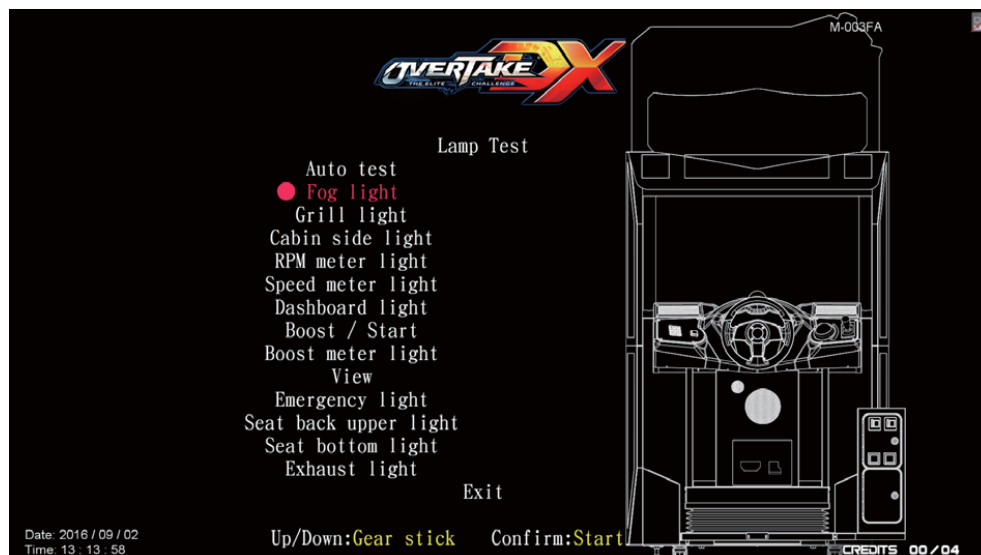 M-003FA
OVERTAKE DX
THE ELITE CHALLENGE
Lamp Test
Auto test
Fog light
Grill light
Cabin side light
RPM meter light
Speed meter light
Dashboard light
Boost / Start
Boost meter light
View
Emergency light
Seat back upper light
Seat bottom light
Exhaust light
Exit
Date: 2016 / 09 / 02
Up/Down:Gear stick Confirm:Start
Time: 13 : 13 : 58
CREDITS 00 / 04